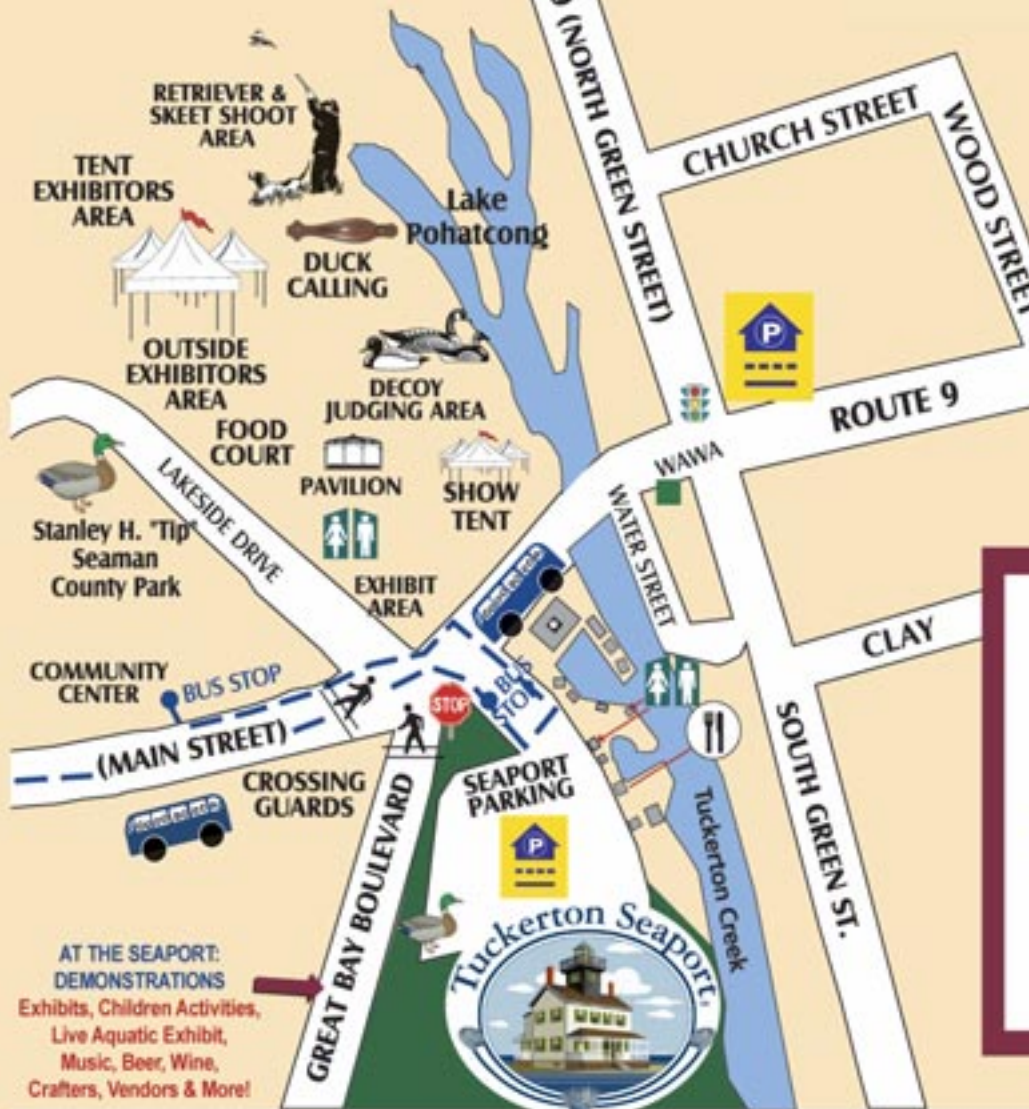 (NORTH GREEN STREET)
CHURCH STREET
WOOD STREET
RETRIEVER &
SKEET SHOOT
AREA
TENT
EXHIBITORS
AREA
Lake
Pohatcong
DUCK
CALLING
P
OUTSIDE
EXHIBITORS
AREA
DECOY
JUDGING AREA
ROUTE 9
FOOD
COURT
WAWA
PAVILION
SHOW
TENT
LAKESIDE DRIVE
WATER STREET
Stanley H. "Tip"
Seaman
County Park
EXHIBIT
AREA
CLAY
COMMUNITY
CENTER
BUS STOP
BUS
STOP
STOP
(MAIN STREET)
SOUTH GREEN ST.
CROSSING
GUARDS
SEAPORT
PARKING
P
Tuckerton Creek
GREAT BAY BOULEVARD
Tuckerton Seaport
AT THE SEAPORT:
DEMONSTRATIONS
Exhibits, Children Activities,
Live Aquatic Exhibit,
Music, Beer, Wine,
Crafters, Vendors & More!